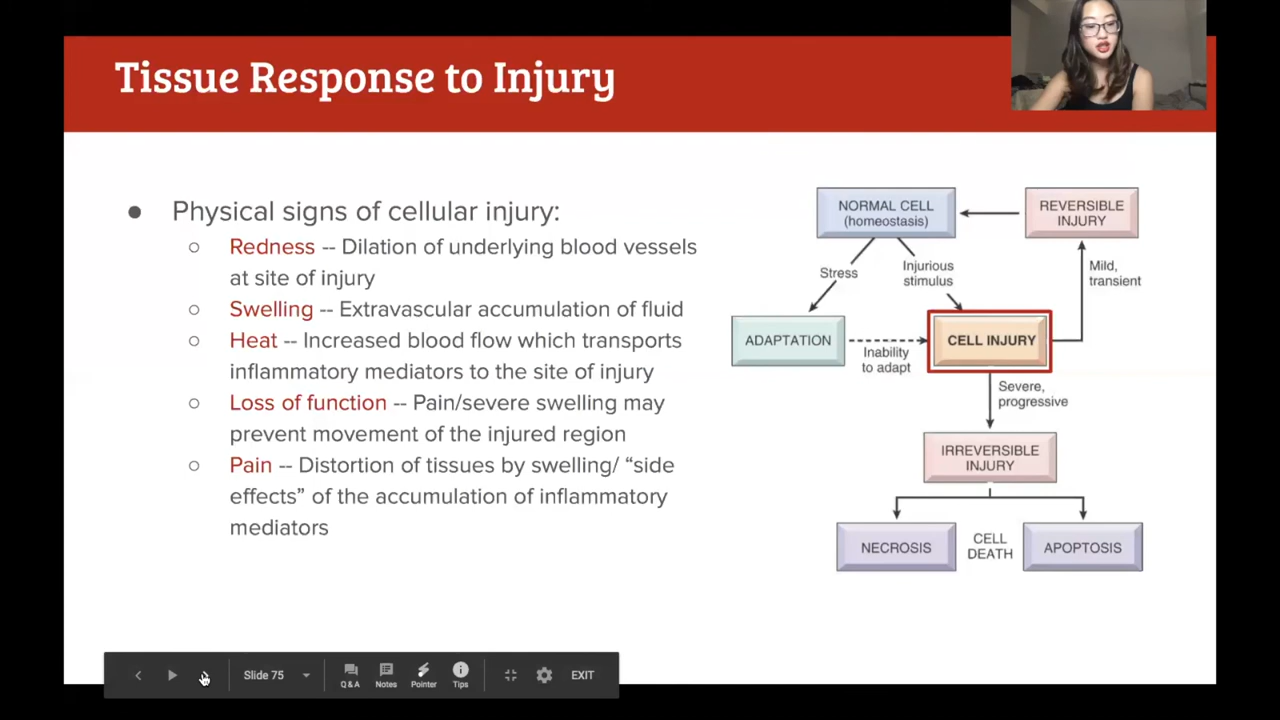 Tissue Response to Injury
● Physical signs of cellular injury:
○ Redness -- Dilation of underlying blood vessels
at site of injury
○ Swelling -- Extravascular accumulation of fluid
○ Heat -- Increased blood flow which transports
inflammatory mediators to the site of injury
○ Loss of function -- Pain/severe swelling may
prevent movement of the injured region
○ Pain -- Distortion of tissues by swelling/ “side
effects” of the accumulation of inflammatory
mediators
NORMAL CELL
(homeostasis)
REVERSIBLE
INJURY
Stress
Injurious
stimulus
Mild,
transient
ADAPTATION
Inability
to adapt
CELL INJURY
Severe,
progressive
IRREVERSIBLE
INJURY
NECROSIS
CELL
DEATH
APOPTOSIS
Slide 75
Q&A
Notes
Pointer
Tips
EXIT